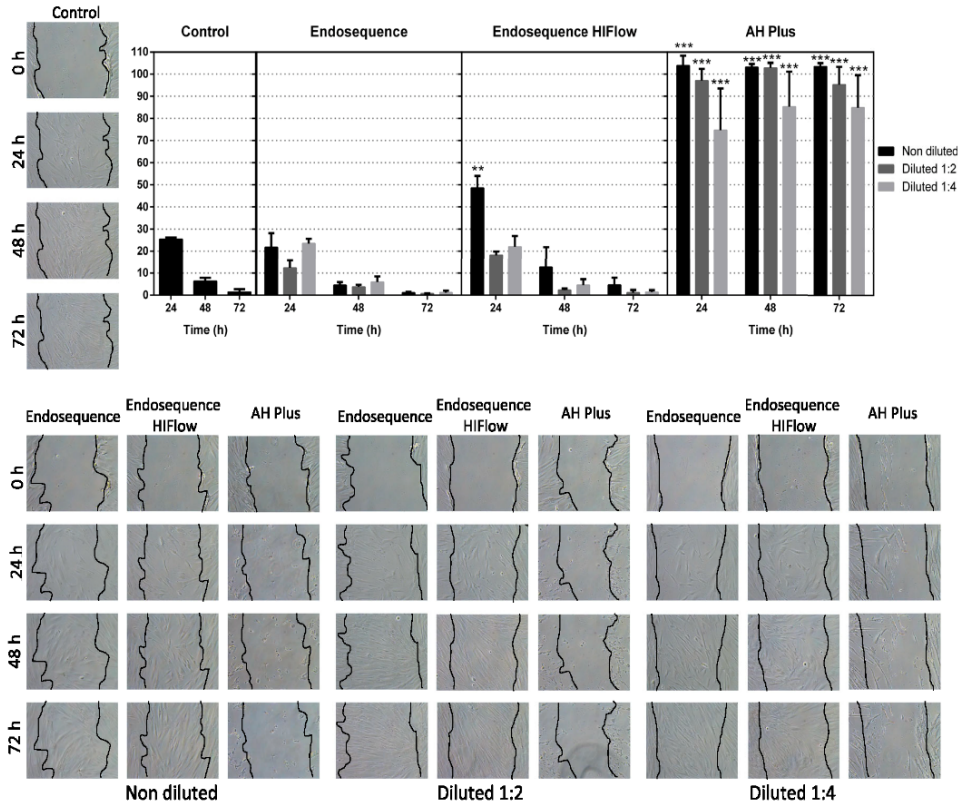 Control
0 h
24 h
48 h
72 h
Control Endosequence Endosequence HIFlow AH Plus
110
100
90
80
70
60
50
40
30
20
10
0
*** *** ***
*** *** ***
*** *** ***
**
24 48 72 24 48 72 24 48 72 24 48 72
Time (h) Time (h) Time (h) Time (h)
Non diluted
Diluted 1:2
Diluted 1:4
Endosequence Endosequence HIFlow AH Plus Endosequence Endosequence HIFlow AH Plus Endosequence Endosequence HIFlow AH Plus
0 h
24 h
48 h
72 h
Non diluted Diluted 1:2 Diluted 1:4